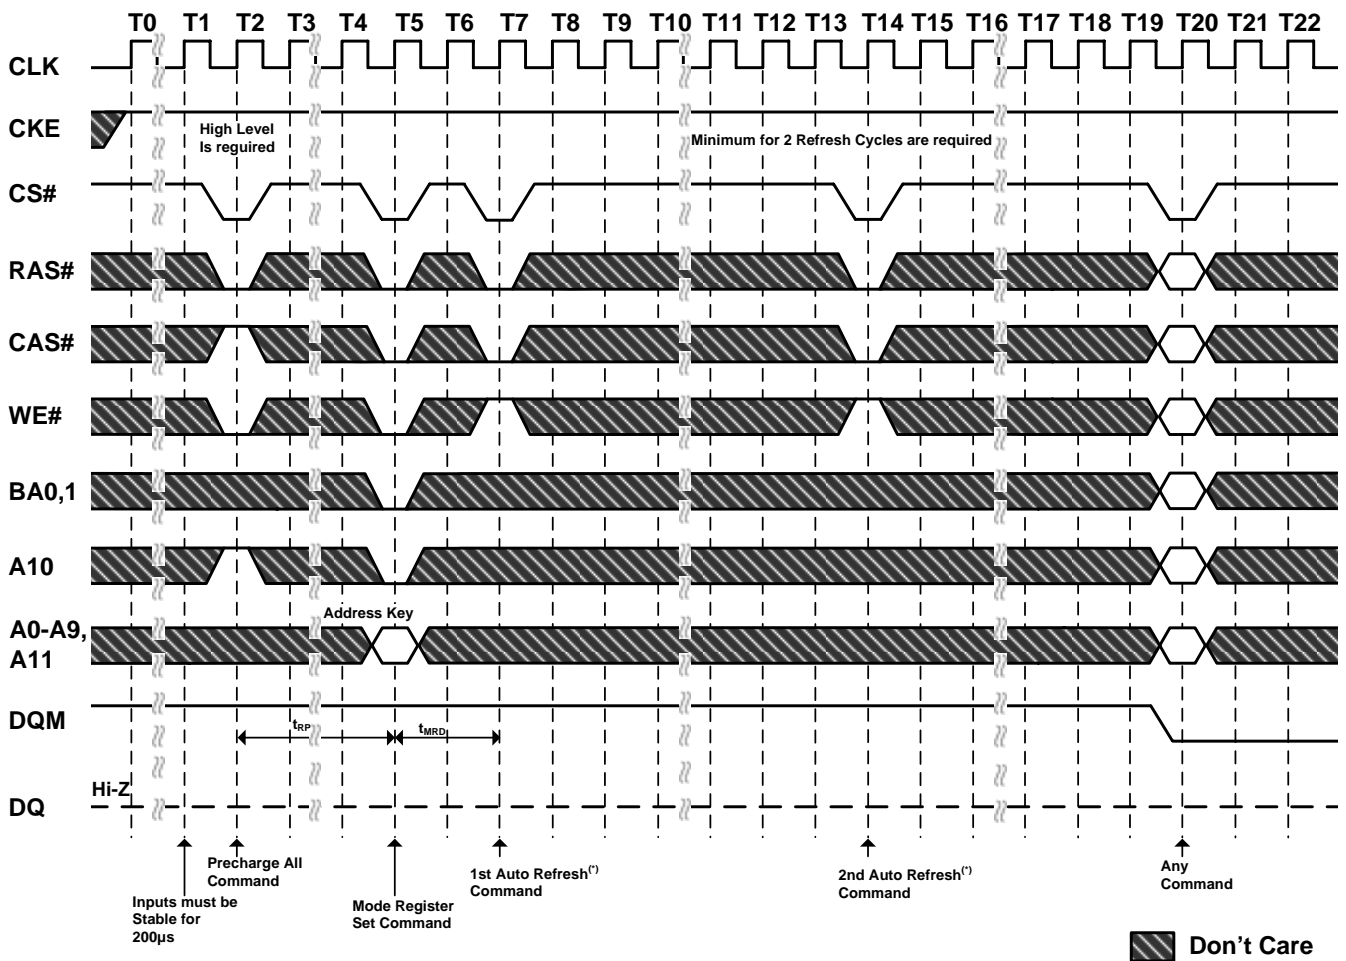 T0 T1 T2 T3 T4 T5 T6 T7 T8 T9 T10 T11 T12 T13 T14 T15 T16 T17 T18 T19 T20 T21 T22
CLK
CKE
High Level
Is reguired
Minimum for 2 Refresh Cycles are required
CS#
RAS#
CAS#
WE#
BA0,1
A10
Address Key
A0-A9,
A11
DQM
tRP
tMRD
Hi-Z
DQ
Inputs must be
Stable for
200µs
Precharge All
Command
Mode Register
Set Command
1st Auto Refresh(*)
Command
2nd Auto Refresh(*)
Command
Any
Command
Don't Care